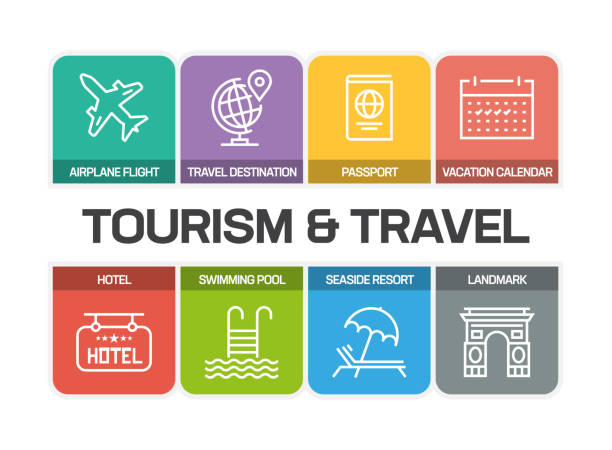 AIRPLANE FLIGHT
TRAVEL DESTINATION
PASSPORT
VACATION CALENDAR
TOURISM & TRAVEL
HOTEL
SWIMMING POOL
SEASIDE RESORT
LANDMARK
HOTEL